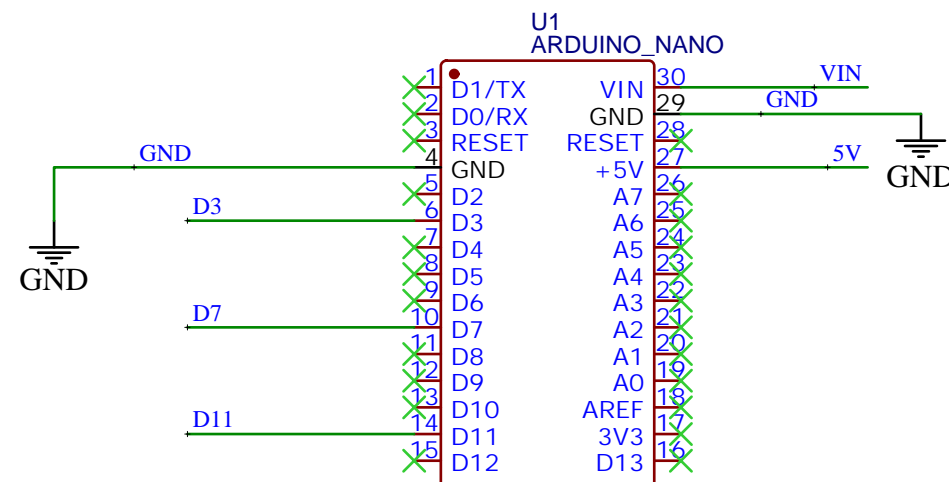 U1
ARDUINO_NANO
1 D1/TX VIN 30 VIN
2 D0/RX GND 29 GND
3 RESET RESET 28
GND 4 GND +5V 27 5V
GND
5 D2 A7 26
D3 6 D3 A6 25
7 D4 A5 24
GND
8 D5 A4 23
9 D6 A3 22
D7 10 D7 A2 21
11 D8 A1 20
12 D9 A0 19
13 D10 AREF 18
D11 14 D11 3V3 17
15 D12 D13 16